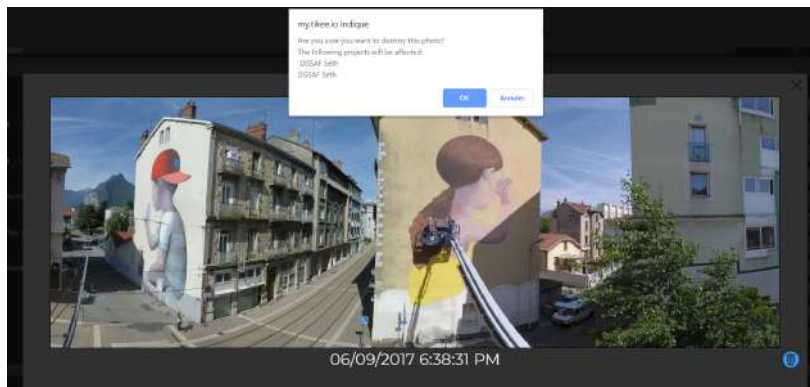 my.tikee.io indique
Are you sure you want to destroy this photo?
The following projects will be affected:
DGSAF Seth
DGSAF Seth
OK
Annuler
06/09/2017 6:38:31 PM